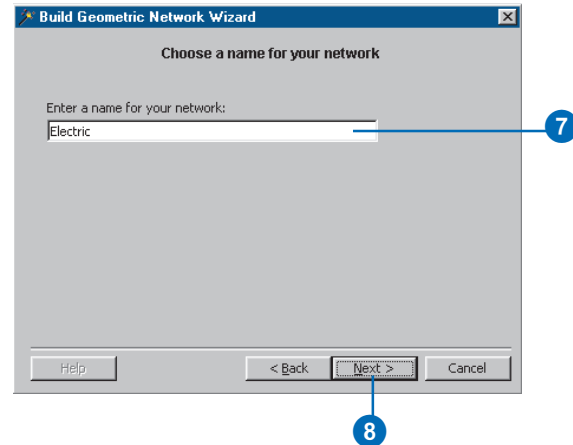 Build Geometric Network Wizard
Choose a name for your network
Enter a name for your network:
Electric
7
Help
< Back
Next >
Cancel
8